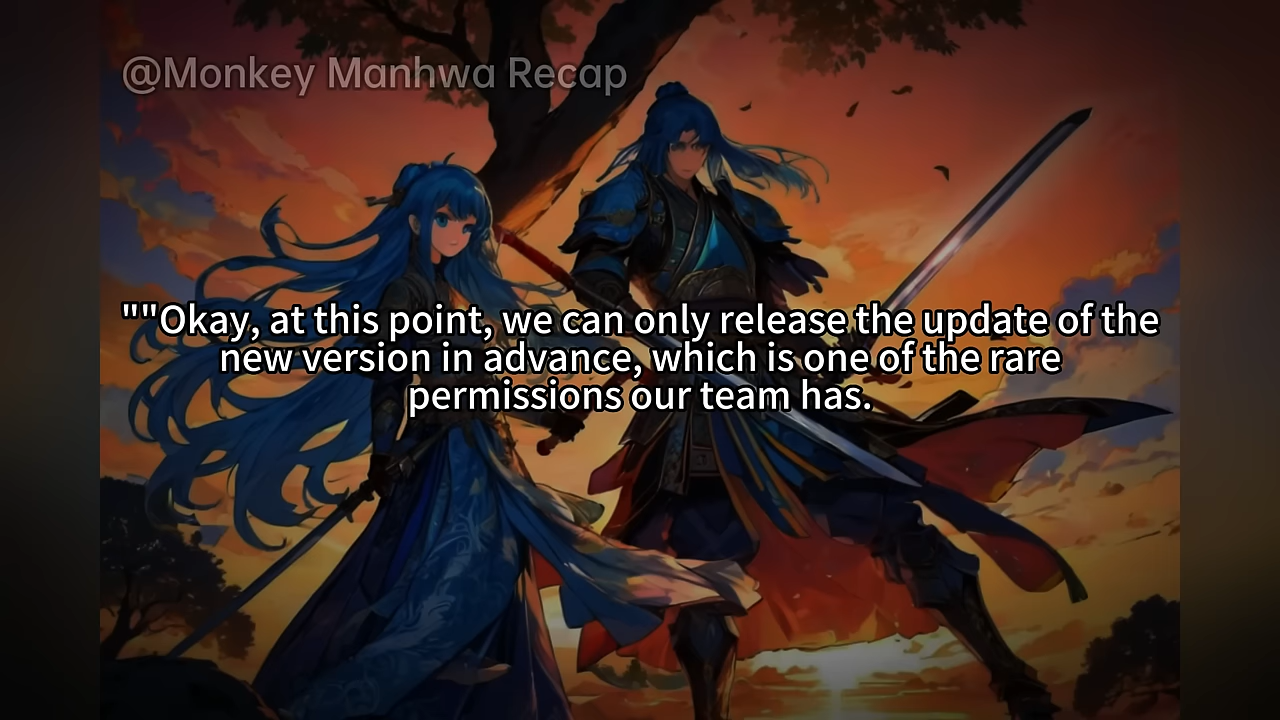 @Monkey Manhwa Recap
""Okay, at this point, we can only release the update of the
new version in advance, which is one of the rare
permissions our team has.